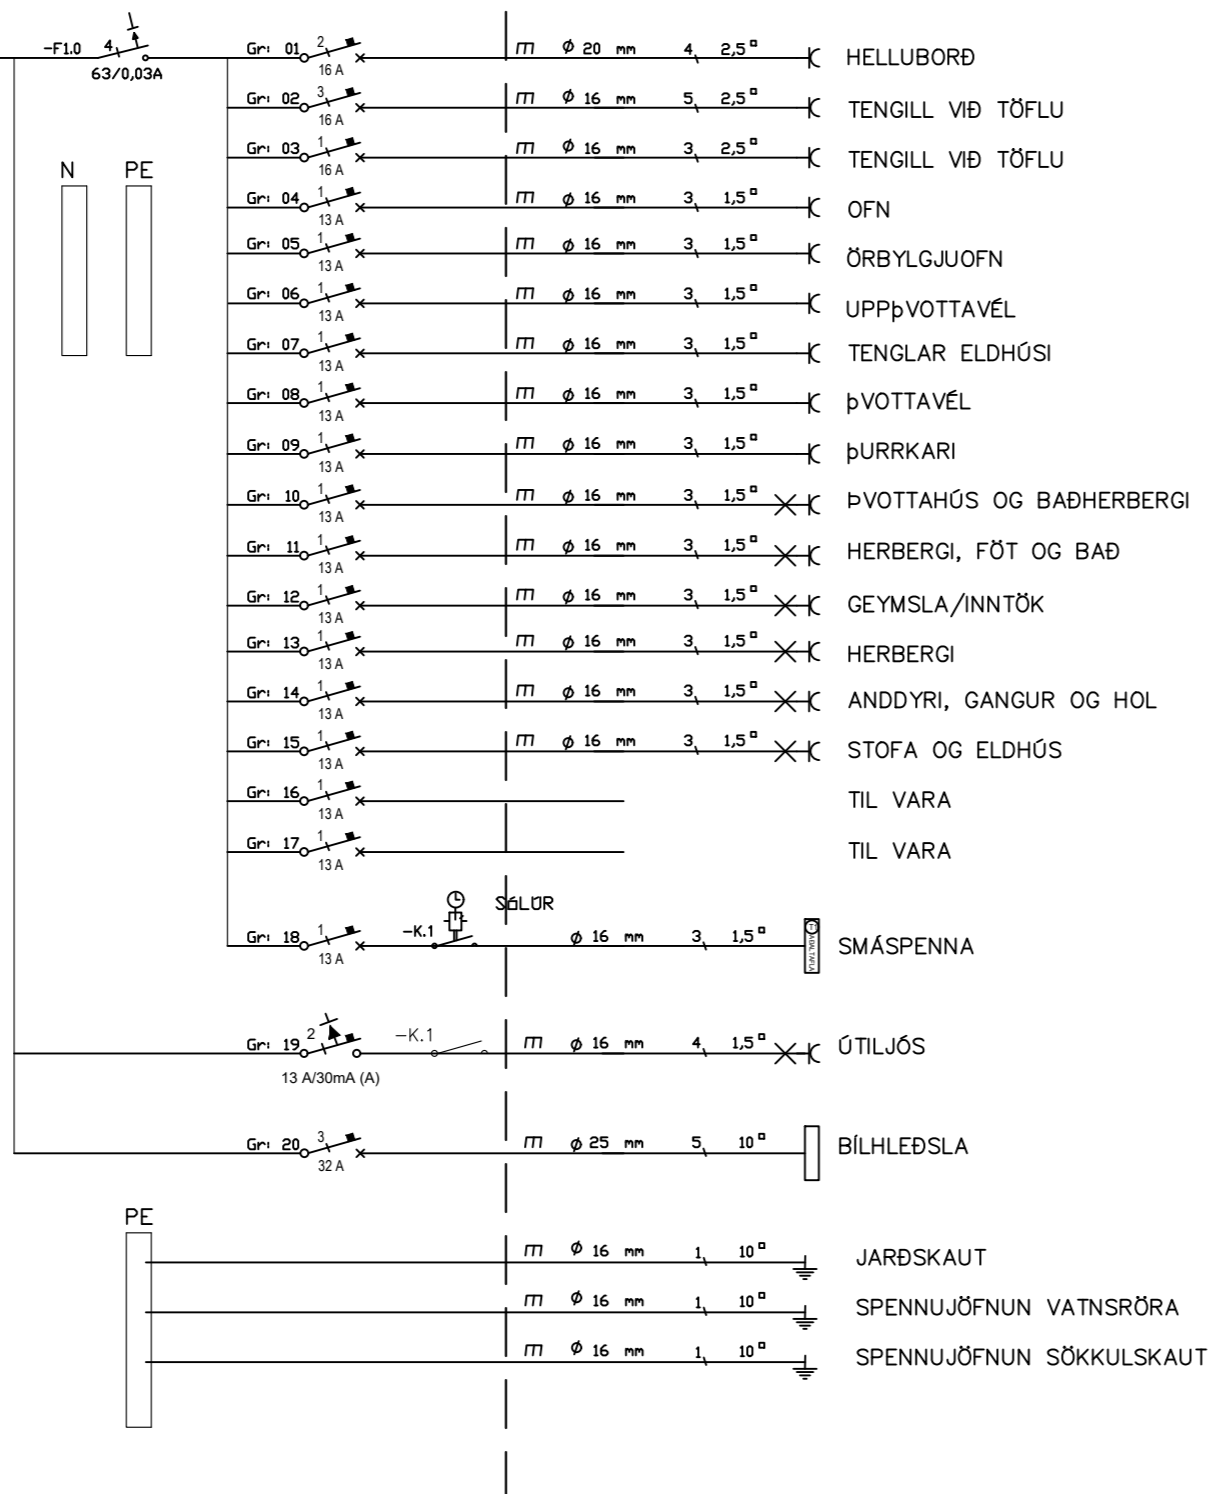 -F1.0 4 63/0,03A
N PE
Gr: 01 2 16 A m ø 20 mm 4 2,5 HELLUBORÐ
Gr: 02 3 16 A m ø 16 mm 5 2,5 TENGILL VIÐ TÖFLU
Gr: 03 1 16 A m ø 16 mm 3 2,5 TENGILL VIÐ TÖFLU
Gr: 04 1 13 A m ø 16 mm 3 1,5 OFN
Gr: 05 1 13 A m ø 16 mm 3 1,5 ÖRBYLGJUOFN
Gr: 06 1 13 A m ø 16 mm 3 1,5 UPPþVOTTAVÉL
Gr: 07 1 13 A m ø 16 mm 3 1,5 TENGLAR ELDHÚSI
Gr: 08 1 13 A m ø 16 mm 3 1,5 þVOTTAVÉL
Gr: 09 1 13 A m ø 16 mm 3 1,5 þURRKARI
Gr: 10 1 13 A m ø 16 mm 3 1,5 ÞVOTTAHÚS OG BAÐHERBERGI
Gr: 11 1 13 A m ø 16 mm 3 1,5 HERBERGI, FÖT OG BAÐ
Gr: 12 1 13 A m ø 16 mm 3 1,5 GEYMSLA/INNTÖK
Gr: 13 1 13 A m ø 16 mm 3 1,5 HERBERGI
Gr: 14 1 13 A m ø 16 mm 3 1,5 ANDDYRI, GANGUR OG HOL
Gr: 15 1 13 A m ø 16 mm 3 1,5 STOFA OG ELDHÚS
Gr: 16 1 13 A TIL VARA
Gr: 17 1 13 A TIL VARA
SóLÚR
Gr: 18 1 13 A -K.1 ø 16 mm 3 1,5 SMÁSPENNA
Gr: 19 2 13 A/30mA (A) -K.1 m ø 16 mm 4 1,5 ÚTILJÓS
Gr: 20 3 32 A m ø 25 mm 5 10 BÍLHLEÐSLA
PE
m ø 16 mm 1 10 JARÐSKAUT
m ø 16 mm 1 10 SPENNUJÖFNUN VATNSRÖRA
m ø 16 mm 1 10 SPENNUJÖFNUN SÖKKULSKAUT